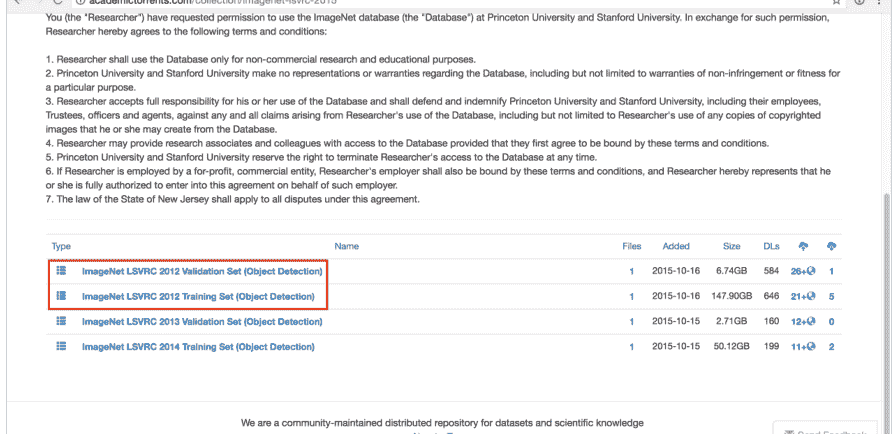 academictorrents.com/collection/imagenet-lsvrc-2015
You (the "Researcher") have requested permission to use the ImageNet database (the "Database") at Princeton University and Stanford University. In exchange for such permission,
Researcher hereby agrees to the following terms and conditions:
1. Researcher shall use the Database only for non-commercial research and educational purposes.
2. Princeton University and Stanford University make no representations or warranties regarding the Database, including but not limited to warranties of non-infringement or fitness for
a particular purpose.
3. Researcher accepts full responsibility for his or her use of the Database and shall defend and indemnify Princeton University and Stanford University, including their employees,
Trustees, officers and agents, against any and all claims arising from Researcher's use of the Database, including but not limited to Researcher's use of any copies of copyrighted
images that he or she may create from the Database.
4. Researcher may provide research associates and colleagues with access to the Database provided that they first agree to be bound by these terms and conditions.
5. Princeton University and Stanford University reserve the right to terminate Researcher's access to the Database at any time.
6. If Researcher is employed by a for-profit, commercial entity, Researcher's employer shall also be bound by these terms and conditions, and Researcher hereby represents that he
or she is fully authorized to enter into this agreement on behalf of such employer.
7. The law of the State of New Jersey shall apply to all disputes under this agreement.
Type Name Files Added Size DLs
ImageNet LSVRC 2012 Validation Set (Object Detection) 1 2015-10-16 6.74GB 584 26+ 1
ImageNet LSVRC 2012 Training Set (Object Detection) 1 2015-10-16 147.90GB 646 21+ 5
ImageNet LSVRC 2013 Validation Set (Object Detection) 1 2015-10-15 2.71GB 160 12+ 0
ImageNet LSVRC 2014 Training Set (Object Detection) 1 2015-10-15 50.12GB 199 11+ 2
We are a community-maintained distributed repository for datasets and scientific knowledge
Send Feedback